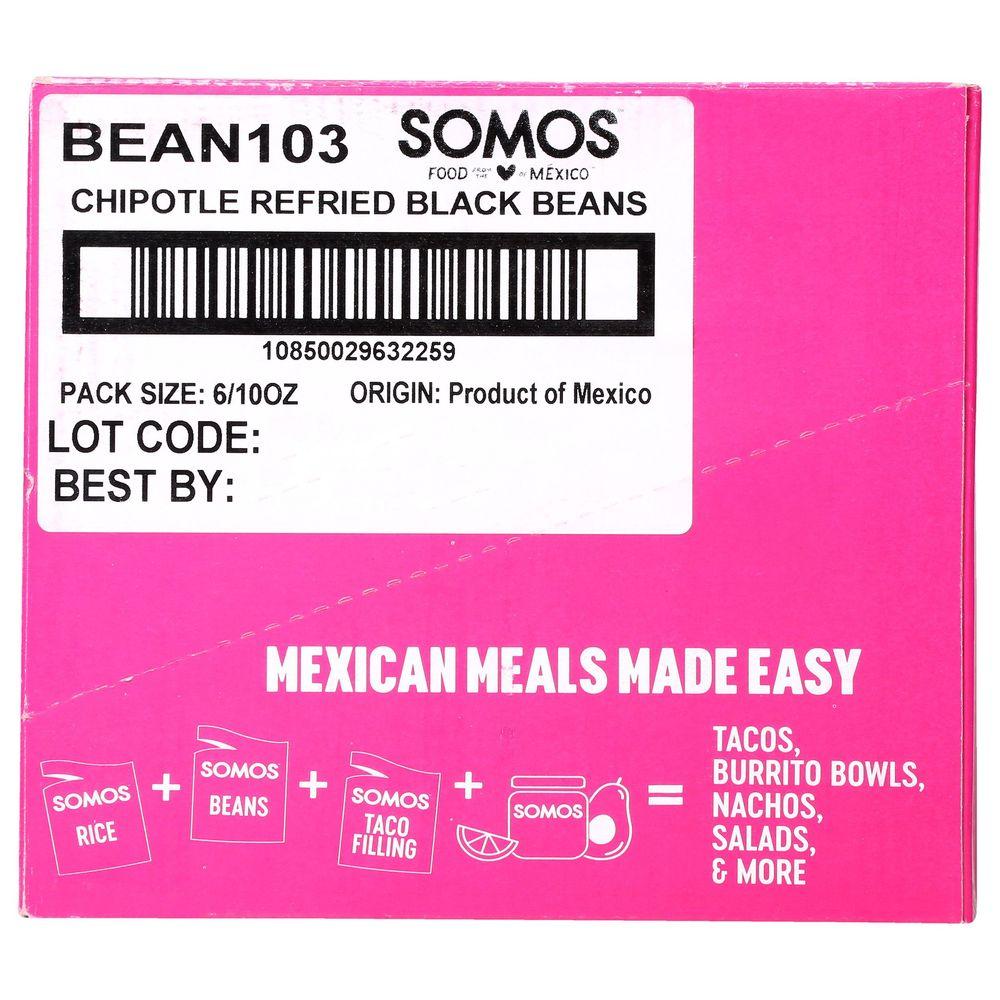 BEAN103 SOMOS
FOOD FROM THE OF MÉXICO
CHIPOTLE REFRIED BLACK BEANS
10850029632259
PACK SIZE: 6/10OZ ORIGIN: Product of Mexico
LOT CODE:
BEST BY:
MEXICAN MEALS MADE EASY
SOMOS
RICE
+
SOMOS
BEANS
+
SOMOS
TACO
FILLING
+
SOMOS
=
TACOS,
BURRITO BOWLS,
NACHOS,
SALADS,
& MORE